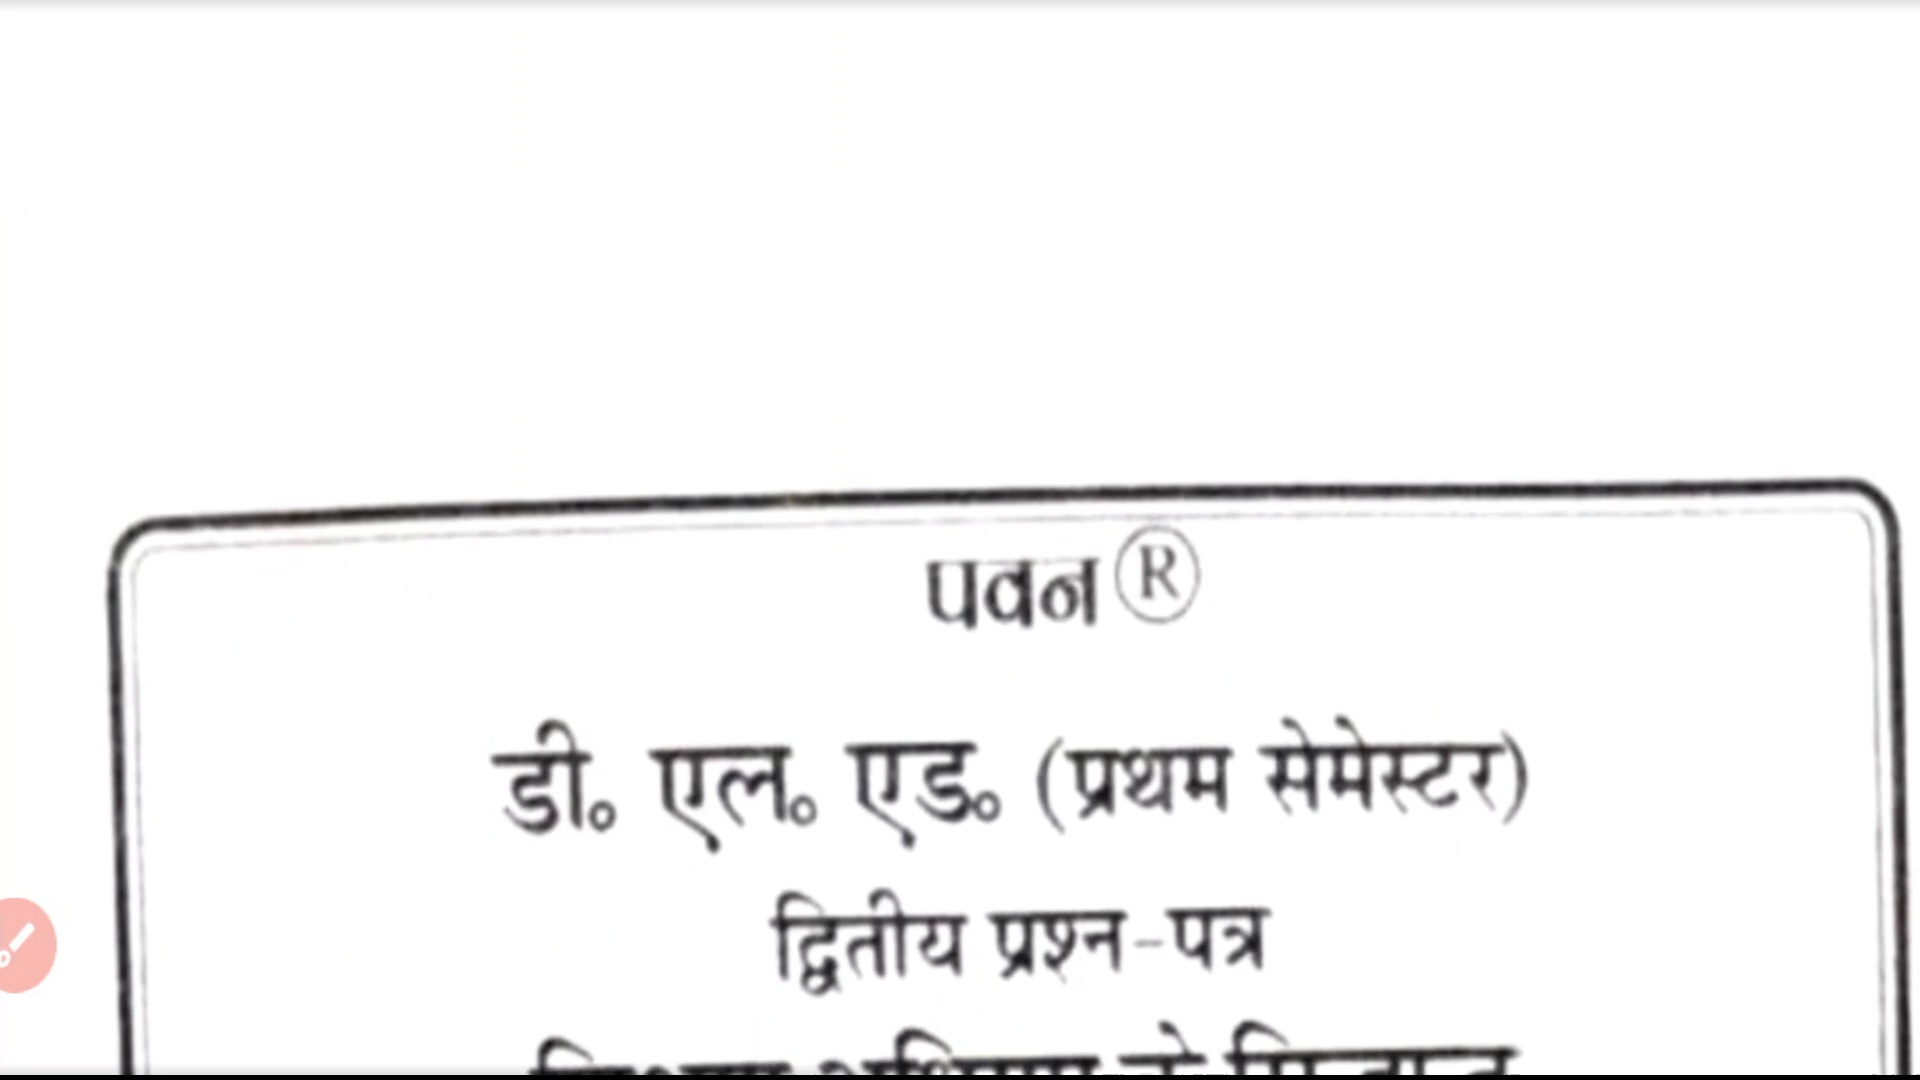 पवन ®
डी॰ एल॰ एड॰ (प्रथम सेमेस्टर)
द्वितीय प्रश्न-पत्र